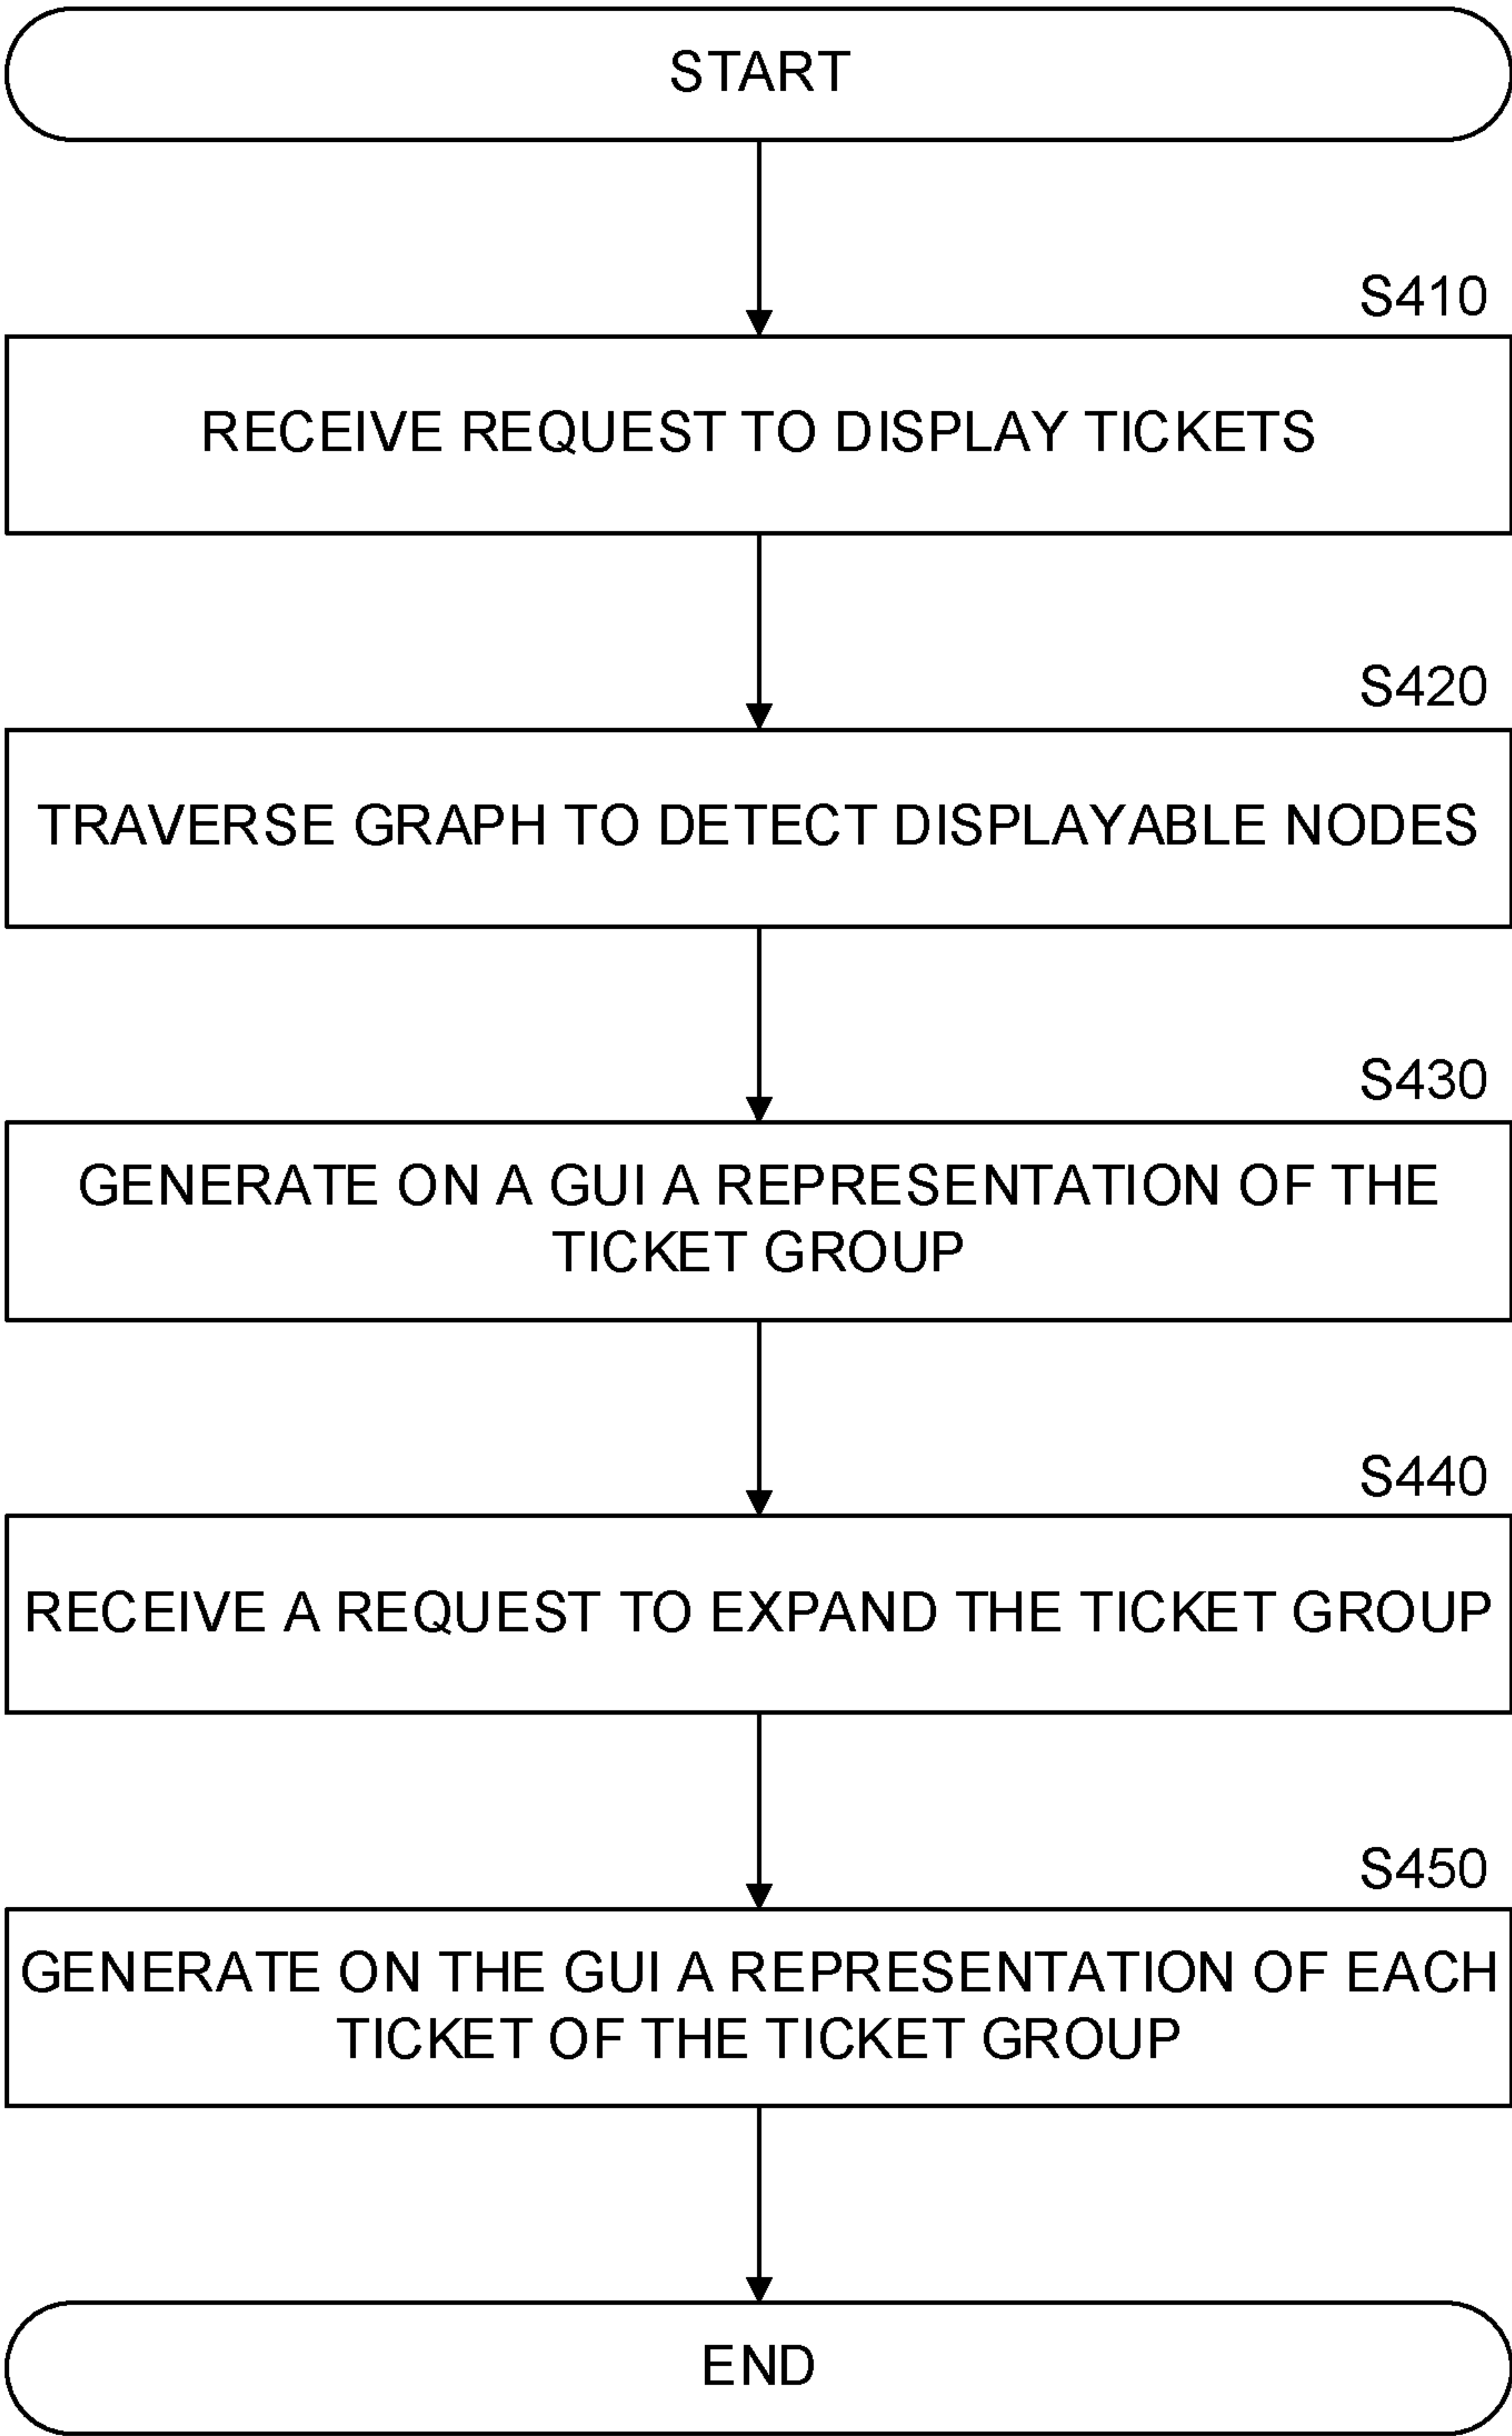 START
S410
RECEIVE REQUEST TO DISPLAY TICKETS
S420
TRAVERSE GRAPH TO DETECT DISPLAYABLE NODES
S430
GENERATE ON A GUI A REPRESENTATION OF THE
TICKET GROUP
S440
RECEIVE A REQUEST TO EXPAND THE TICKET GROUP
S450
GENERATE ON THE GUI A REPRESENTATION OF EACH
TICKET OF THE TICKET GROUP
END